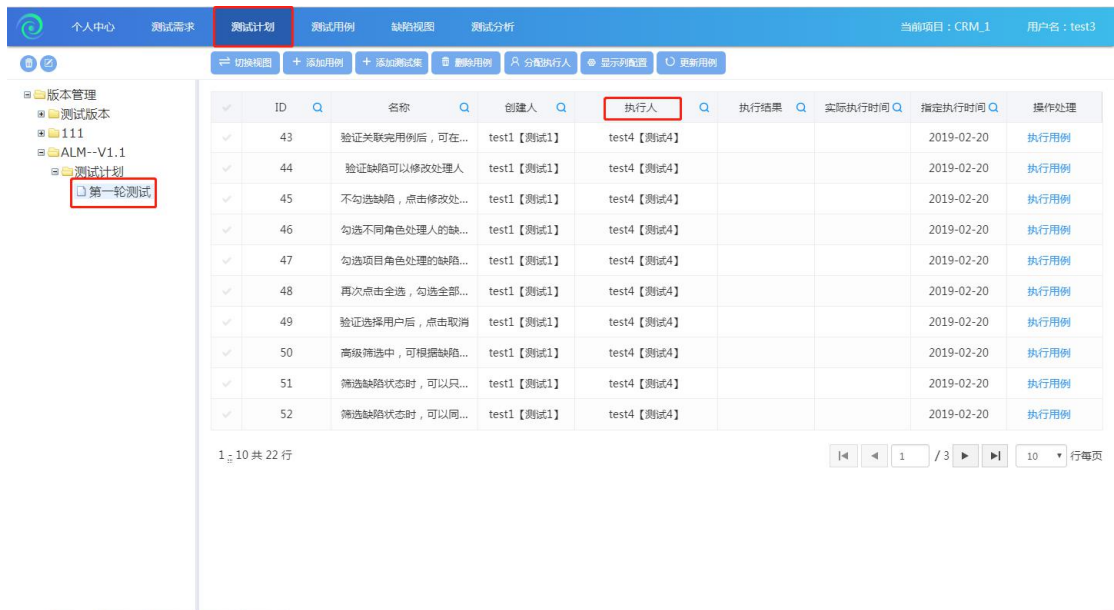 个人中心 测试需求 测试计划 测试用例 缺陷视图 测试分析 当前项目：CRM_1 用户名：test3
切换视图 + 添加用例 + 添加测试集 删除用例 分配执行人 显示列配置 更新用例
版本管理
测试版本
111
ALM--V1.1
测试计划
第一轮测试
ID 名称 创建人 执行人 执行结果 实际执行时间 指定执行时间 操作处理
43 验证关联完用例后，可在... test1【测试1】 test4【测试4】 2019-02-20 执行用例
44 验证缺陷可以修改处理人 test1【测试1】 test4【测试4】 2019-02-20 执行用例
45 不勾选缺陷，点击修改处... test1【测试1】 test4【测试4】 2019-02-20 执行用例
46 勾选不同角色处理人的缺... test1【测试1】 test4【测试4】 2019-02-20 执行用例
47 勾选项目角色处理的缺陷... test1【测试1】 test4【测试4】 2019-02-20 执行用例
48 再次点击全选，勾选全部... test1【测试1】 test4【测试4】 2019-02-20 执行用例
49 验证选择用户后，点击取消 test1【测试1】 test4【测试4】 2019-02-20 执行用例
50 高级筛选中，可根据缺陷... test1【测试1】 test4【测试4】 2019-02-20 执行用例
51 筛选缺陷状态时，可以只... test1【测试1】 test4【测试4】 2019-02-20 执行用例
52 筛选缺陷状态时，可以同... test1【测试1】 test4【测试4】 2019-02-20 执行用例
1 - 10 共 22 行 1 / 3 10 行每页